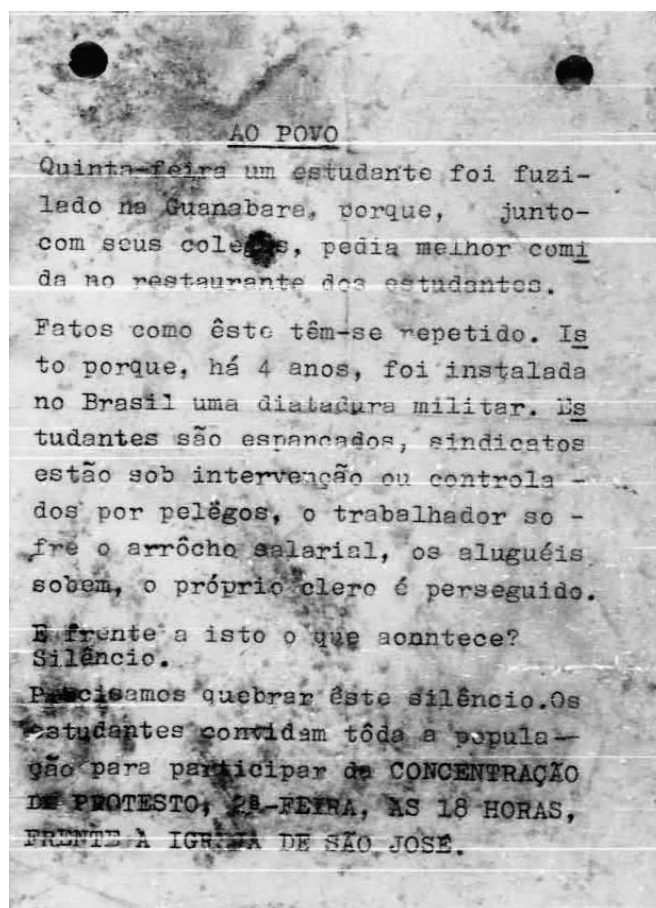 AO POVO
Quinta-feira um estudante foi fuzi-
lado na Guanabara, porque, junto-
com seus colegas, pedia melhor comi
da no restaurante dos estudantes.
Fatos como êste têm-se repetido. Is
to porque, há 4 anos, foi instalada
no Brasil uma diatadura militar. Es
tudantes são espancados, sindicatos
estão sob intervenção ou controla -
dos por pelêgos, o trabalhador so -
fre o arrôcho salarial, os aluguéis
sobem, o próprio clero é perseguido.
E frente a isto o que aonntece?
Silêncio.
Precisamos quebrar êste silêncio.Os
estudantes convidam tôda a popula-
ção para participar da CONCENTRAÇÃO
DE PROTESTO, 2ª-FEIRA, ÀS 18 HORAS,
FRENTE À IGREJA DE SÃO JOSÉ.